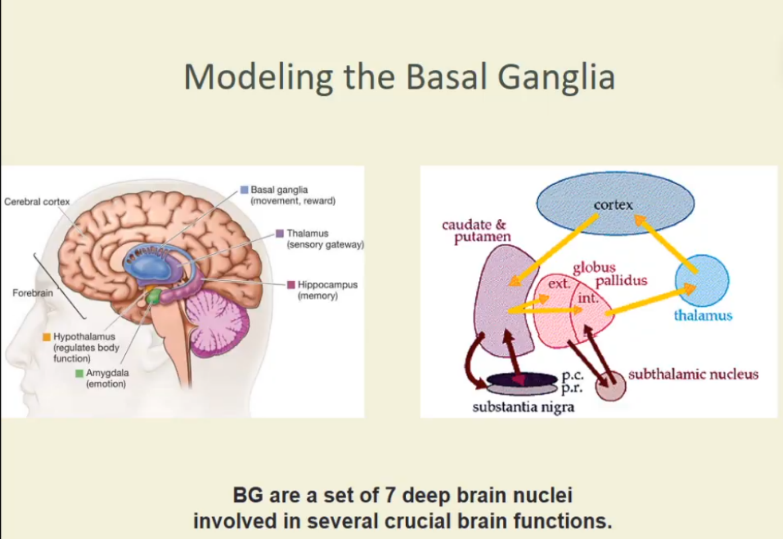 Modeling the Basal Ganglia
Cerebral cortex
Forebrain
Basal ganglia
(movement, reward)
Thalamus
(sensory gateway)
Hippocampus
(memory)
Hypothalamus
(regulates body
function)
Amygdala
(emotion)
cortex
caudate &
putamen
globus
pallidus
ext.
int.
thalamus
p.c.
p.r.
subthalamic nucleus
substantia nigra
BG are a set of 7 deep brain nuclei
involved in several crucial brain functions.